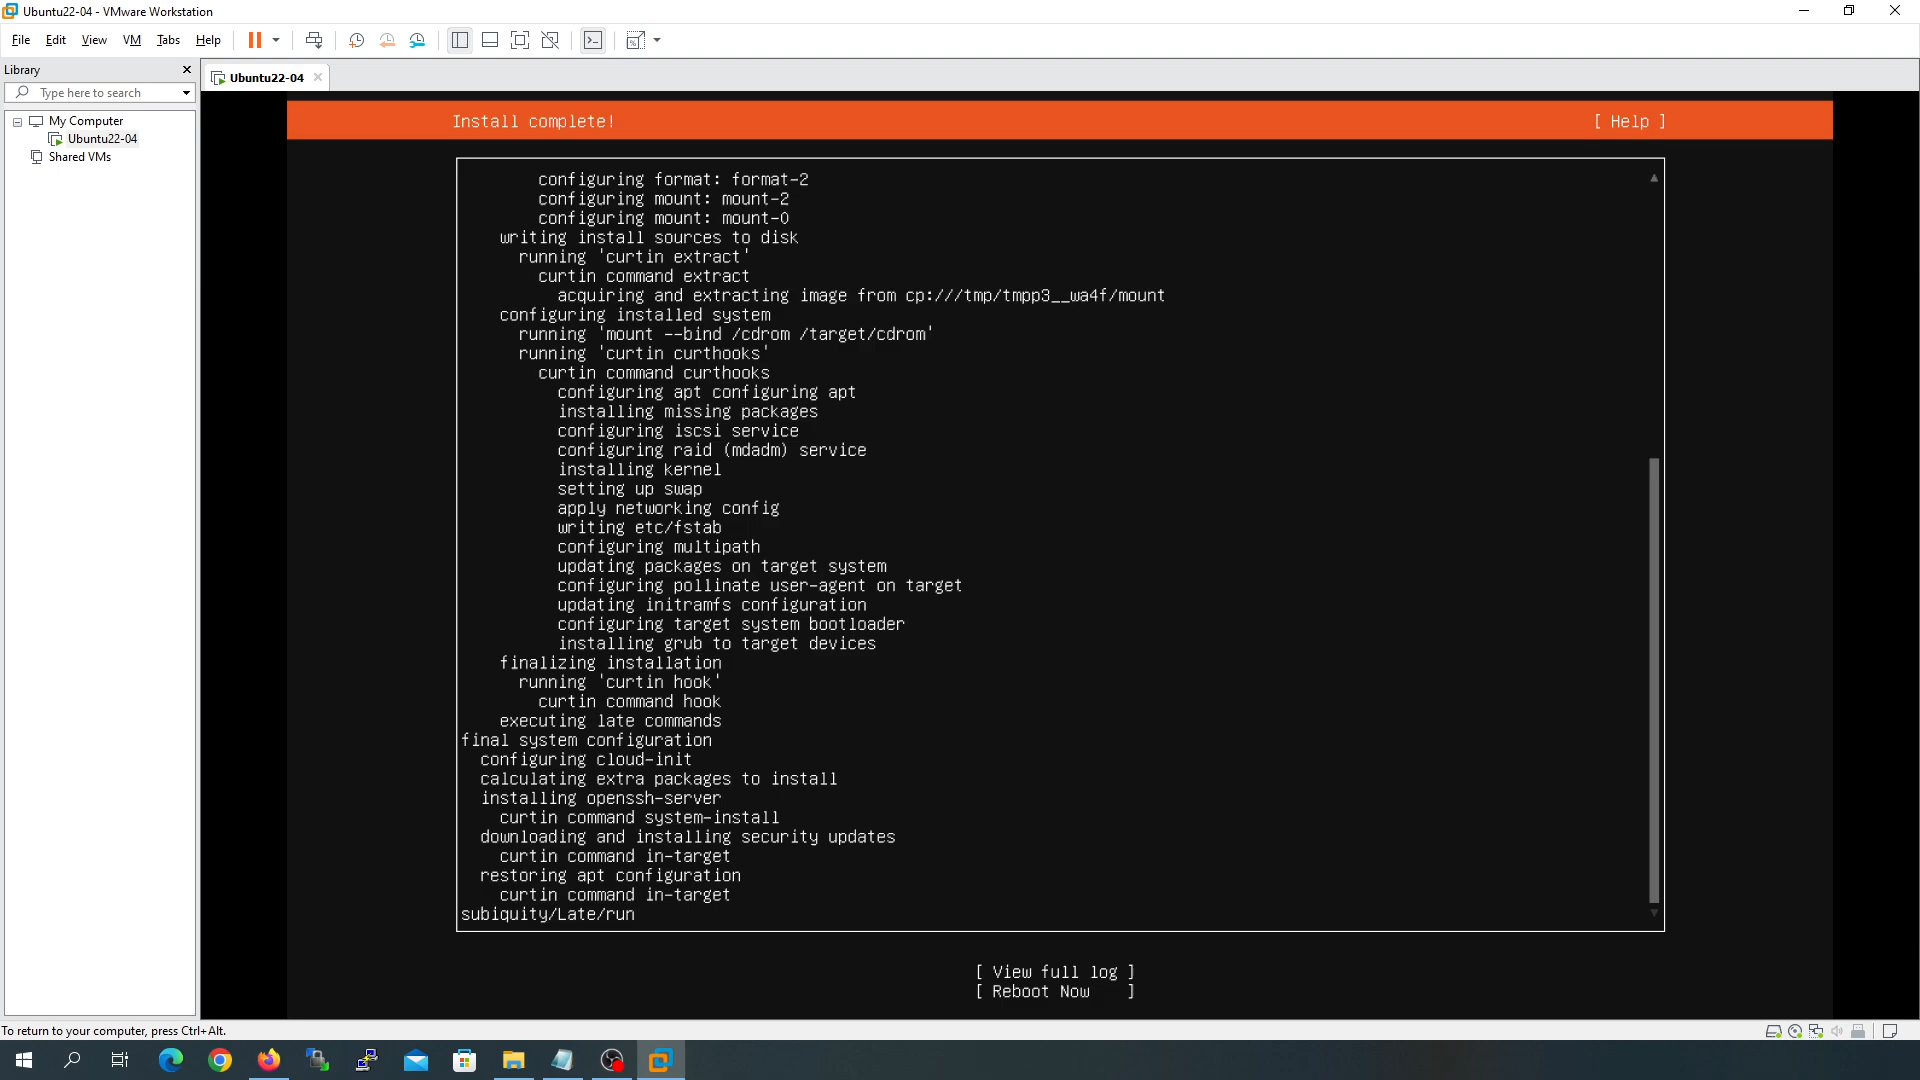 Ubuntu22-04 - VMware Workstation
File Edit View VM Tabs Help
Library
Ubuntu22-04
Type here to search
My Computer
Ubuntu22-04
Shared VMs
Install complete! [ Help ]
configuring format: format-2
configuring mount: mount-2
configuring mount: mount-0
writing install sources to disk
running 'curtin extract'
curtin command extract
acquiring and extracting image from cp:///tmp/tmpp3__wa4f/mount
configuring installed system
running 'mount --bind /cdrom /target/cdrom'
running 'curtin curthooks'
curtin command curthooks
configuring apt configuring apt
installing missing packages
configuring iscsi service
configuring raid (mdadm) service
installing kernel
setting up swap
apply networking config
writing etc/fstab
configuring multipath
updating packages on target system
configuring pollinate user-agent on target
updating initramfs configuration
configuring target system bootloader
installing grub to target devices
finalizing installation
running 'curtin hook'
curtin command hook
executing late commands
final system configuration
configuring cloud-init
calculating extra packages to install
installing openssh-server
curtin command system-install
downloading and installing security updates
curtin command in-target
restoring apt configuration
curtin command in-target
subiquity/Late/run
[ View full log ]
[ Reboot Now ]
To return to your computer, press Ctrl+Alt.